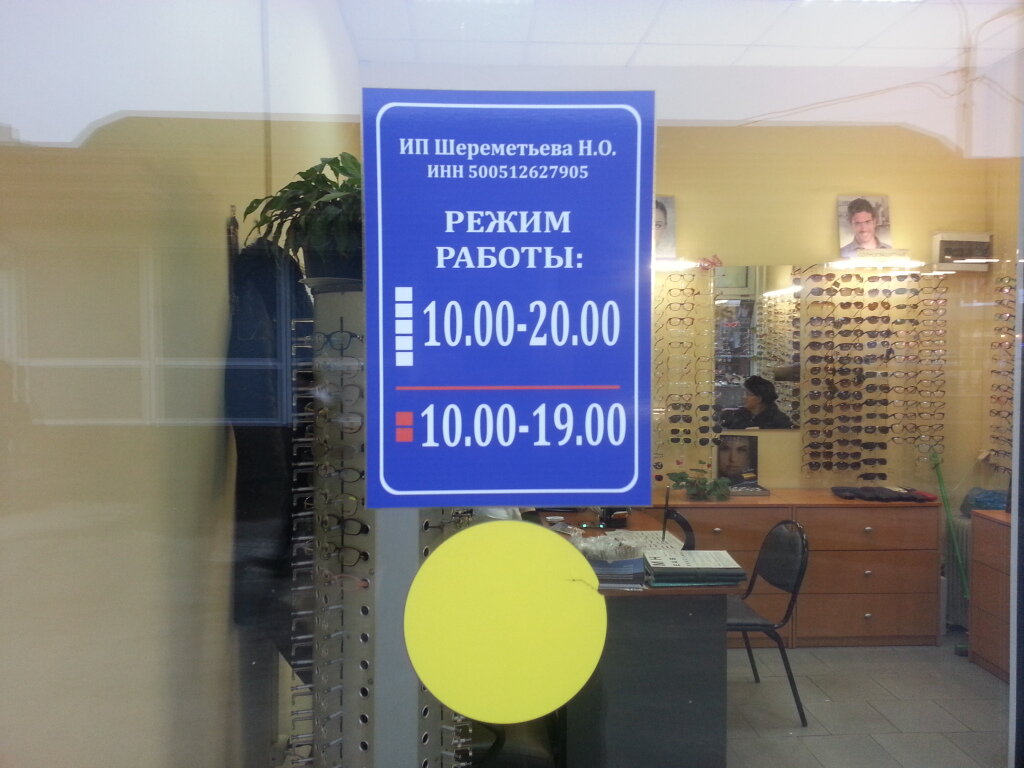 ИП Шереметьева Н.О.
ИНН 500512627905
РЕЖИМ
РАБОТЫ:
10.00-20.00
10.00-19.00